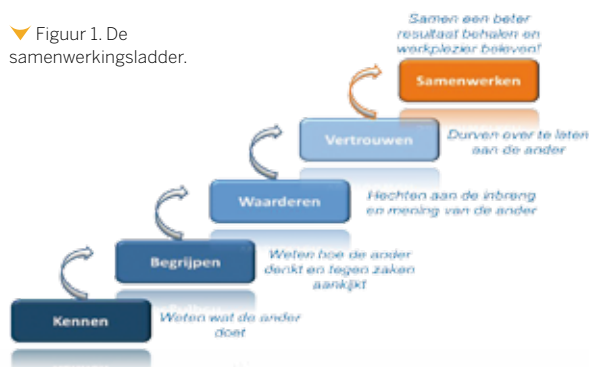 Figuur 1. De
samenwerkingsladder.
Samen een beter
resultaat behalen en
werkplezier beleven!
Samenwerken
Vertrouwen
Durven over te laten
aan de ander
Waarderen
Hechten aan de inbreng
en mening van de ander
Begrijpen
Weten hoe de ander
denkt en tegen zaken
aankijkt
Kennen
Weten wat de ander
doet